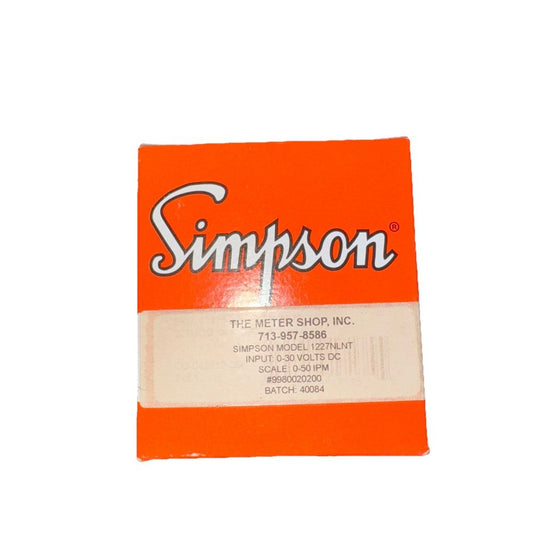 Simpson®
THE METER SHOP, INC.
713-957-8586
SIMPSON MODEL 1227NLNT
INPUT: 0-30 VOLTS DC
SCALE: 0-50 IPM
#9980020200
BATCH: 40084